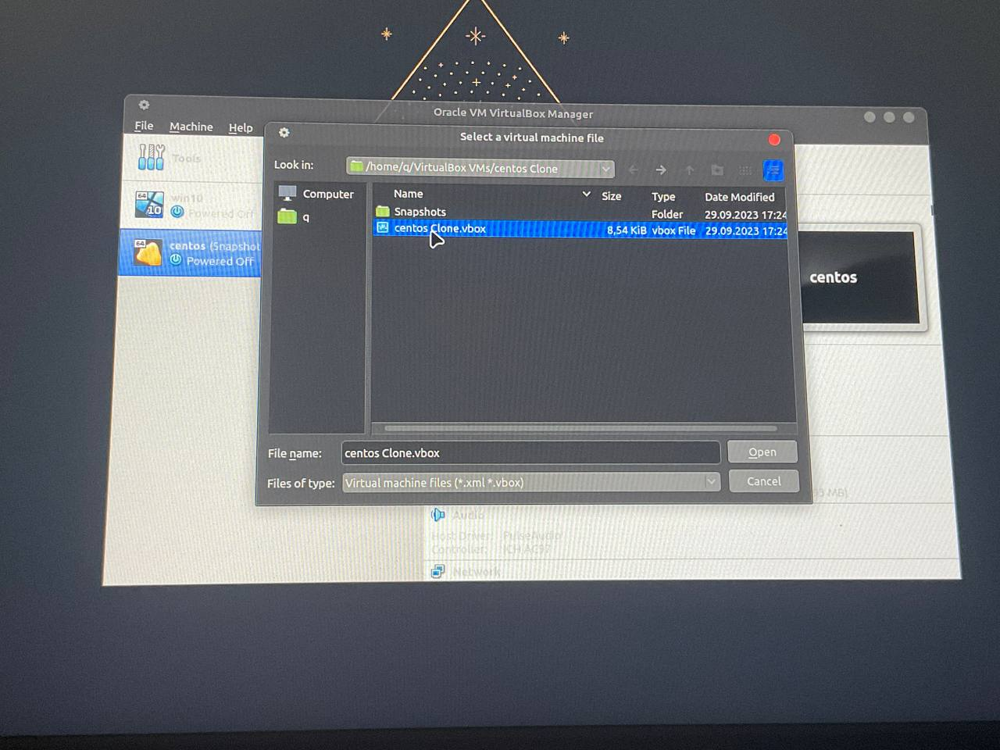 Oracle VM VirtualBox Manager
File Machine Help
Select a virtual machine file
Tools
Look in: /home/q/VirtualBox VMs/centos Clone
Computer
q
Name Size Type Date Modified
Snapshots Folder 29.09.2023 17:24
centos Clone.vbox 8,54 KiB vbox File 29.09.2023 17:24
64
10
win10
Powered Off
64
centos (Snapshot
Powered Off
centos
File name: centos Clone.vbox Open
Files of type: Virtual machine files (*.xml *.vbox) Cancel
MB)
Audio
Host Driver: PulseAudio
Controller: ICH AC97
Network